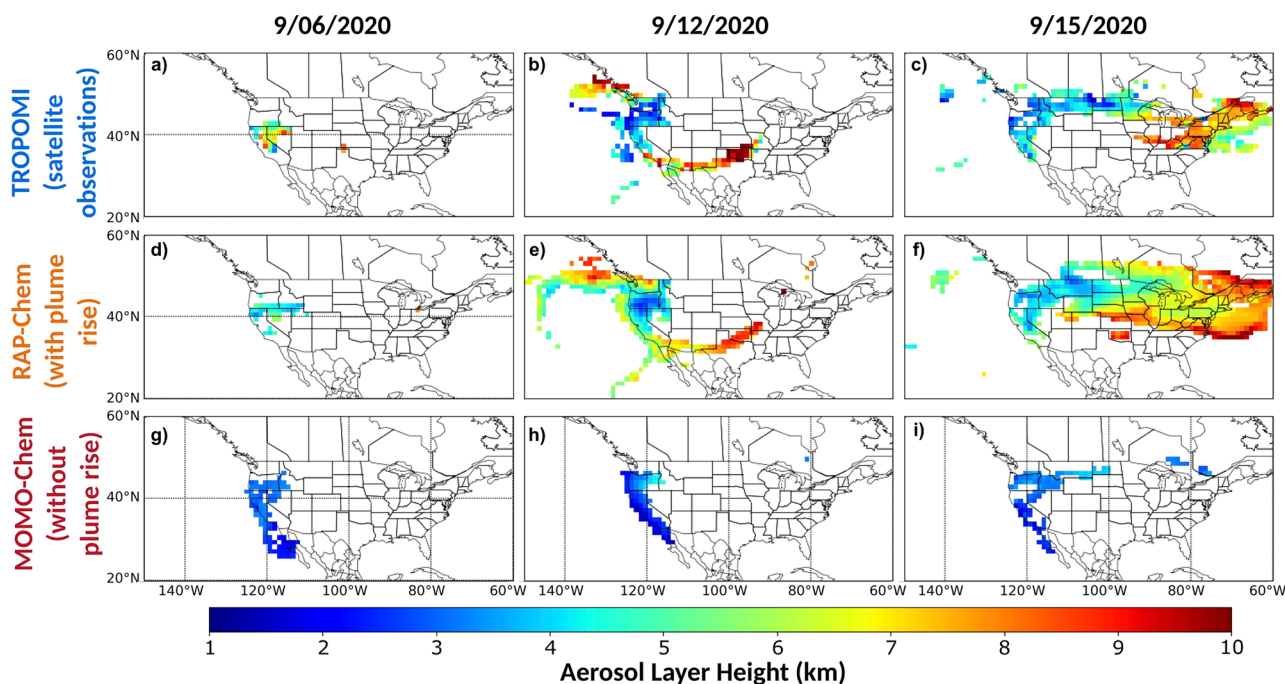 9/06/2020 9/12/2020 9/15/2020
TROPOMI
(satellite
observations)
60°N
40°N
20°N
a)
b)
c)
RAP-Chem
(with plume
rise)
60°N
40°N
20°N
d)
e)
f)
MOMO-Chem
(without
plume rise)
60°N
40°N
20°N
g)
h)
i)
140°W 120°W 100°W 80°W 60°W 140°W 120°W 100°W 80°W 60°W 140°W 120°W 100°W 80°W 60°W
1 2 3 4 5 6 7 8 9 10
Aerosol Layer Height (km)